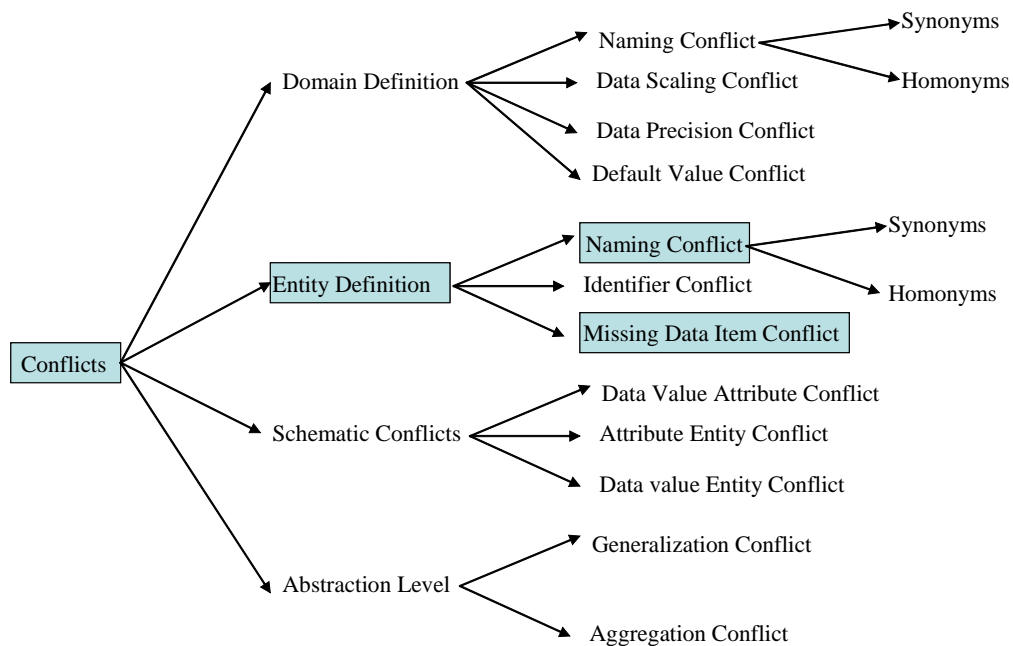 Synonyms
Naming Conflict
Homonyms
Domain Definition
Data Scaling Conflict
Data Precision Conflict
Default Value Conflict
Synonyms
Naming Conflict
Entity Definition
Identifier Conflict
Homonyms
Missing Data Item Conflict
Conflicts
Data Value Attribute Conflict
Schematic Conflicts
Attribute Entity Conflict
Data value Entity Conflict
Generalization Conflict
Abstraction Level
Aggregation Conflict